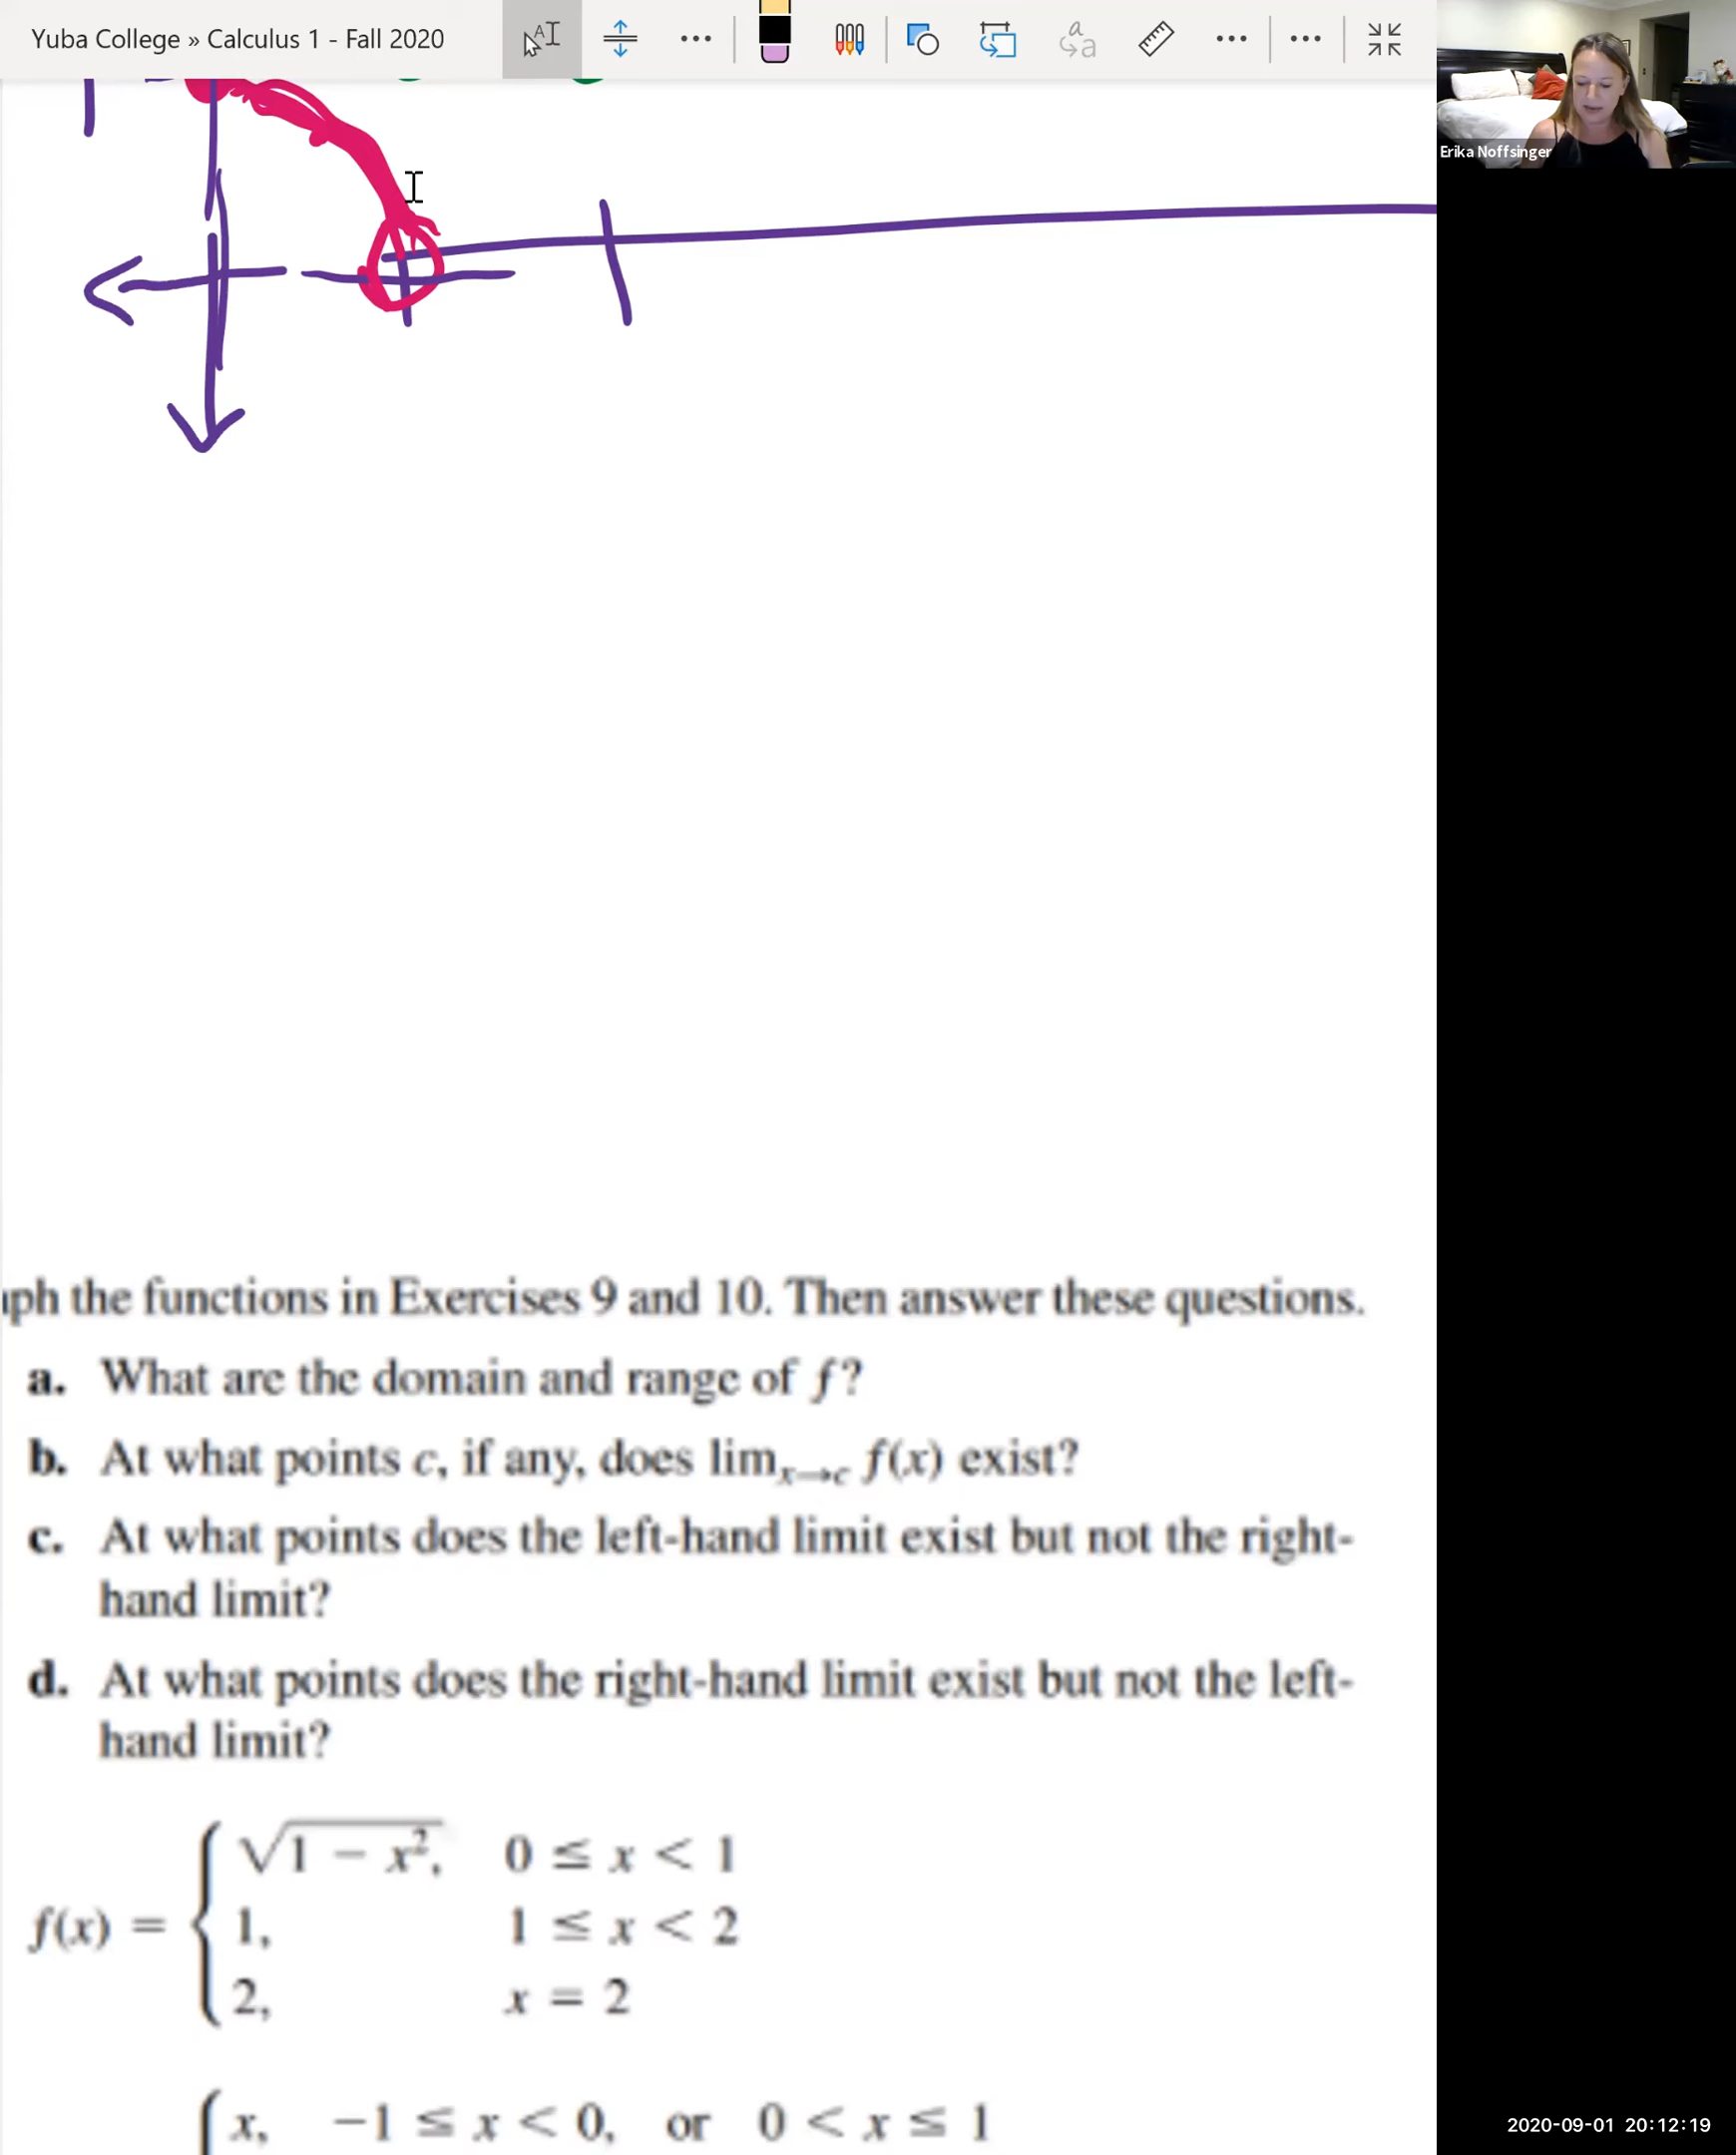 Yuba College » Calculus 1 - Fall 2020
Erika Noffsinger
aph the functions in Exercises 9 and 10. Then answer these questions.
a. What are the domain and range of f?
b. At what points c, if any, does lim x→c f(x) exist?
c. At what points does the left-hand limit exist but not the right-
hand limit?
d. At what points does the right-hand limit exist but not the left-
hand limit?
√1 − x², 0 ≤ x < 1
f(x) = { 1, 1 ≤ x < 2
2, x = 2
x, −1 ≤ x < 0, or 0 < x ≤ 1
2020-09-01 20:12:19